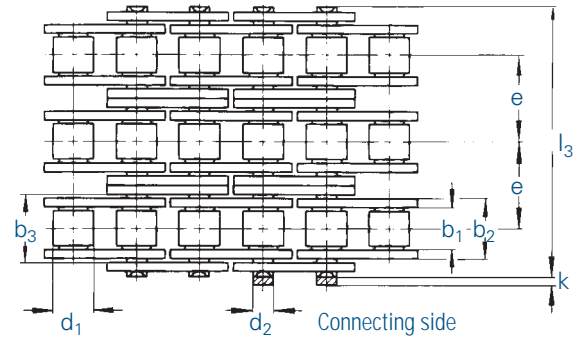 e
l3
e
b3
b1-b2
k
d1
d2
Connecting side